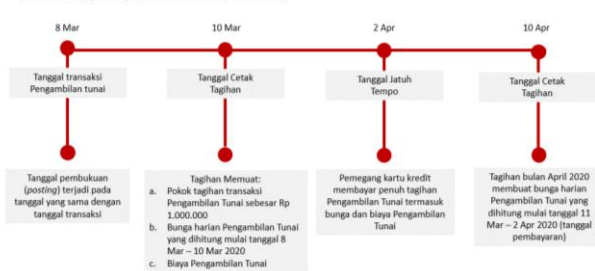 8 Mar
10 Mar
2 Apr
10 Apr
Tanggal transaksi
Pengambilan tunai
Tanggal Cetak
Tagihan
Tanggal Jatuh
Tempo
Tanggal Cetak
Tagihan
Tanggal pembukuan
(posting) terjadi pada
tanggal yang sama dengan
tanggal transaksi
Tagihan Memuat:
a. Pokok tagihan transaksi
Pengambilan Tunai sebesar Rp
1.000.000
b. Bunga harian Pengambilan Tunai
yang dihitung mulai tanggal 8
Mar – 10 Mar 2020
c. Biaya Pengambilan Tunai
Pemegang kartu kredit
membayar penuh tagihan
Pengambilan Tunai termasuk
bunga dan biaya Pengambilan
Tunai
Tagihan bulan April 2020
membuat bunga harian
Pengambilan Tunai yang
dihitung mulai tanggal 11
Mar – 2 Apr 2020 (tanggal
pembayaran)